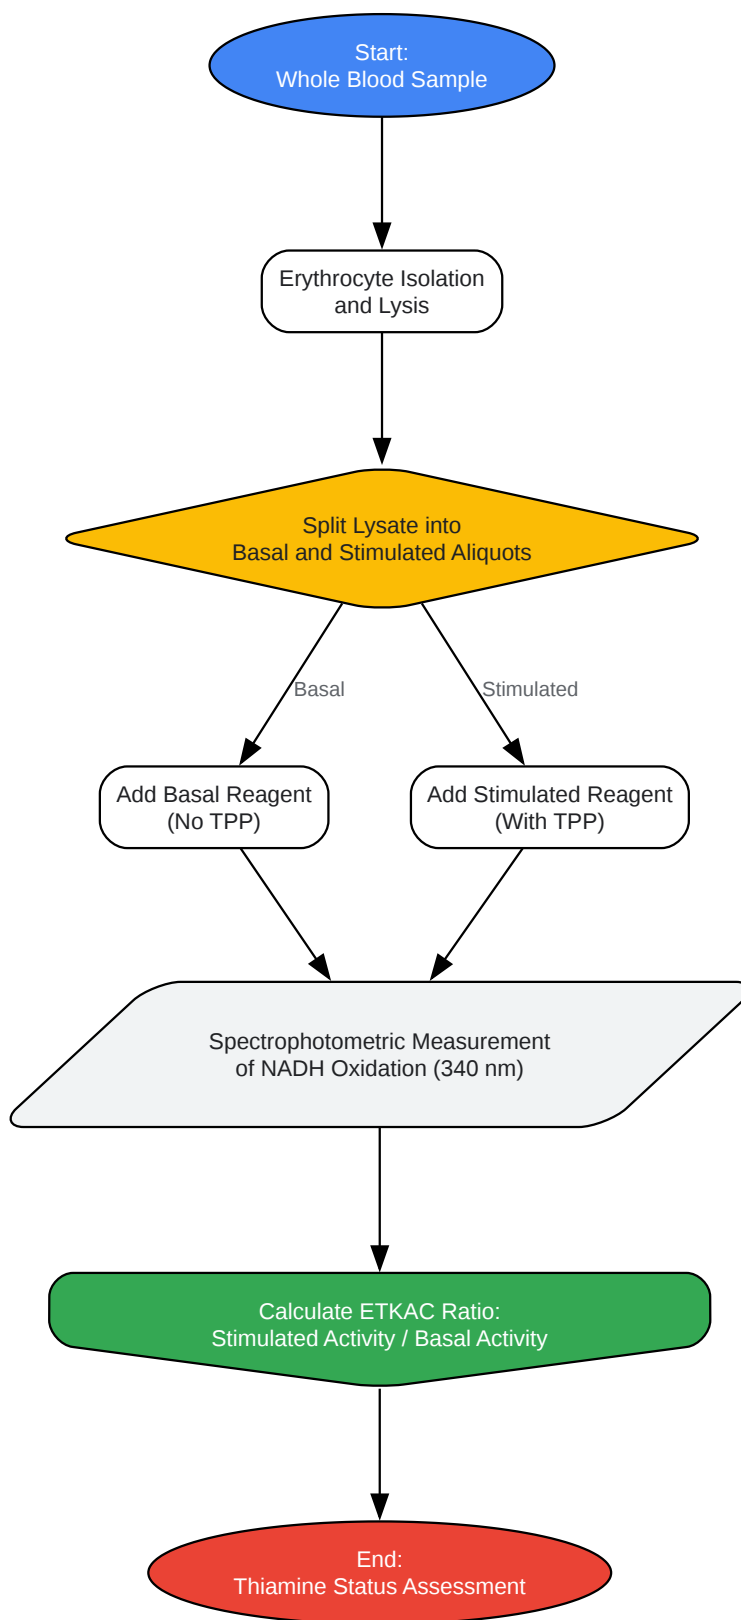 Start:
Whole Blood Sample
Erythrocyte Isolation
and Lysis
Split Lysate into
Basal and Stimulated Aliquots
Basal
Stimulated
Add Basal Reagent
(No TPP)
Add Stimulated Reagent
(With TPP)
Spectrophotometric Measurement
of NADH Oxidation (340 nm)
Calculate ETKAC Ratio:
Stimulated Activity / Basal Activity
End:
Thiamine Status Assessment